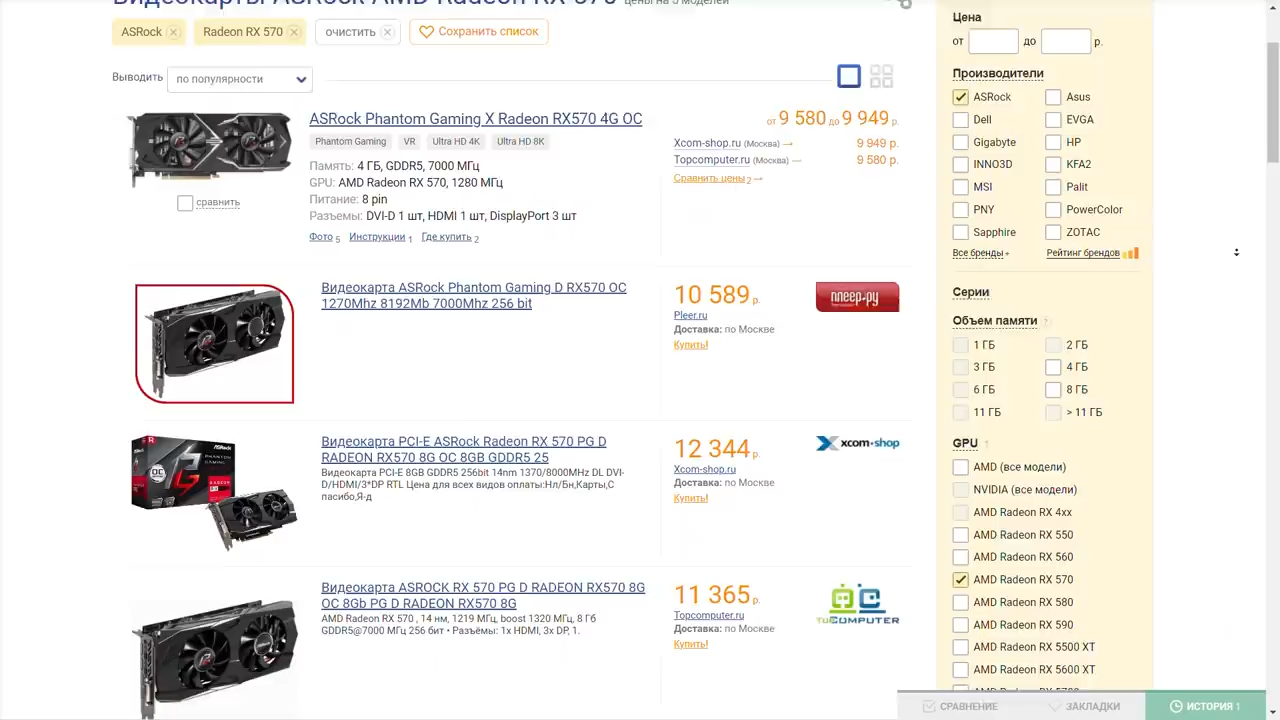 Видеокарты ASRock AMD Radeon RX 570 цены на 5 моделей
ASRock
Radeon RX 570
очистить
Сохранить список
Выводить
по популярности
ASRock Phantom Gaming X Radeon RX570 4G OC
Phantom Gaming
VR
Ultra HD 4K
Ultra HD 8K
Память: 4 ГБ, GDDR5, 7000 МГц
GPU: AMD Radeon RX 570, 1280 МГц
Питание: 8 pin
Разъемы: DVI-D 1 шт, HDMI 1 шт, DisplayPort 3 шт
Фото 5 Инструкции 1 Где купить 2
сравнить
от 9 580 до 9 949 р.
Xcom-shop.ru (Москва) → 9 949 р.
Topcomputer.ru (Москва) — 9 580 р.
Сравнить цены 2 →
Видеокарта ASRock Phantom Gaming D RX570 OC
1270Mhz 8192Mb 7000Mhz 256 bit
10 589 р.
Pleer.ru
Доставка: по Москве
Купить!
плеер.ру
Видеокарта PCI-E ASRock Radeon RX 570 PG D
RADEON RX570 8G OC 8GB GDDR5 25
Видеокарта PCI-E 8GB GDDR5 256bit 14nm 1370/8000MHz DL DVI-
D/HDMI/3*DP RTL Цена для всех видов оплаты:Нл/Бн,Карты,С
пасибо,Я-д
12 344 р.
Xcom-shop.ru
Доставка: по Москве
Купить!
xcom-shop
Видеокарта ASROCK RX 570 PG D RADEON RX570 8G
OC 8Gb PG D RADEON RX570 8G
AMD Radeon RX 570 , 14 нм, 1219 МГц, boost 1320 МГц, 8 Гб
GDDR5@7000 МГц 256 бит • Разъёмы: 1x HDMI, 3x DP, 1.
11 365 р.
Topcomputer.ru
Доставка: по Москве
Купить!
Цена
от
до
р.
Производители
ASRock
Asus
Dell
EVGA
Gigabyte
HP
INNO3D
KFA2
MSI
Palit
PNY
PowerColor
Sapphire
ZOTAC
Все бренды+
Рейтинг брендов
Серии
Объем памяти ?
1 ГБ
2 ГБ
3 ГБ
4 ГБ
6 ГБ
8 ГБ
11 ГБ
> 11 ГБ
GPU ↑
AMD (все модели)
NVIDIA (все модели)
AMD Radeon RX 4xx
AMD Radeon RX 550
AMD Radeon RX 560
AMD Radeon RX 570
AMD Radeon RX 580
AMD Radeon RX 590
AMD Radeon RX 5500 XT
AMD Radeon RX 5600 XT
СРАВНЕНИЕ
ЗАКЛАДКИ
ИСТОРИЯ 1